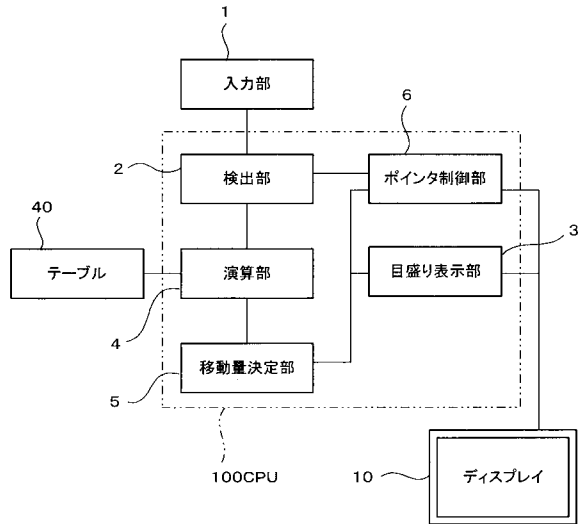 1
入力部
6
2
検出部
ポインタ制御部
40
3
テーブル
演算部
目盛り表示部
4
移動量決定部
5
100CPU
10
ディスプレイ